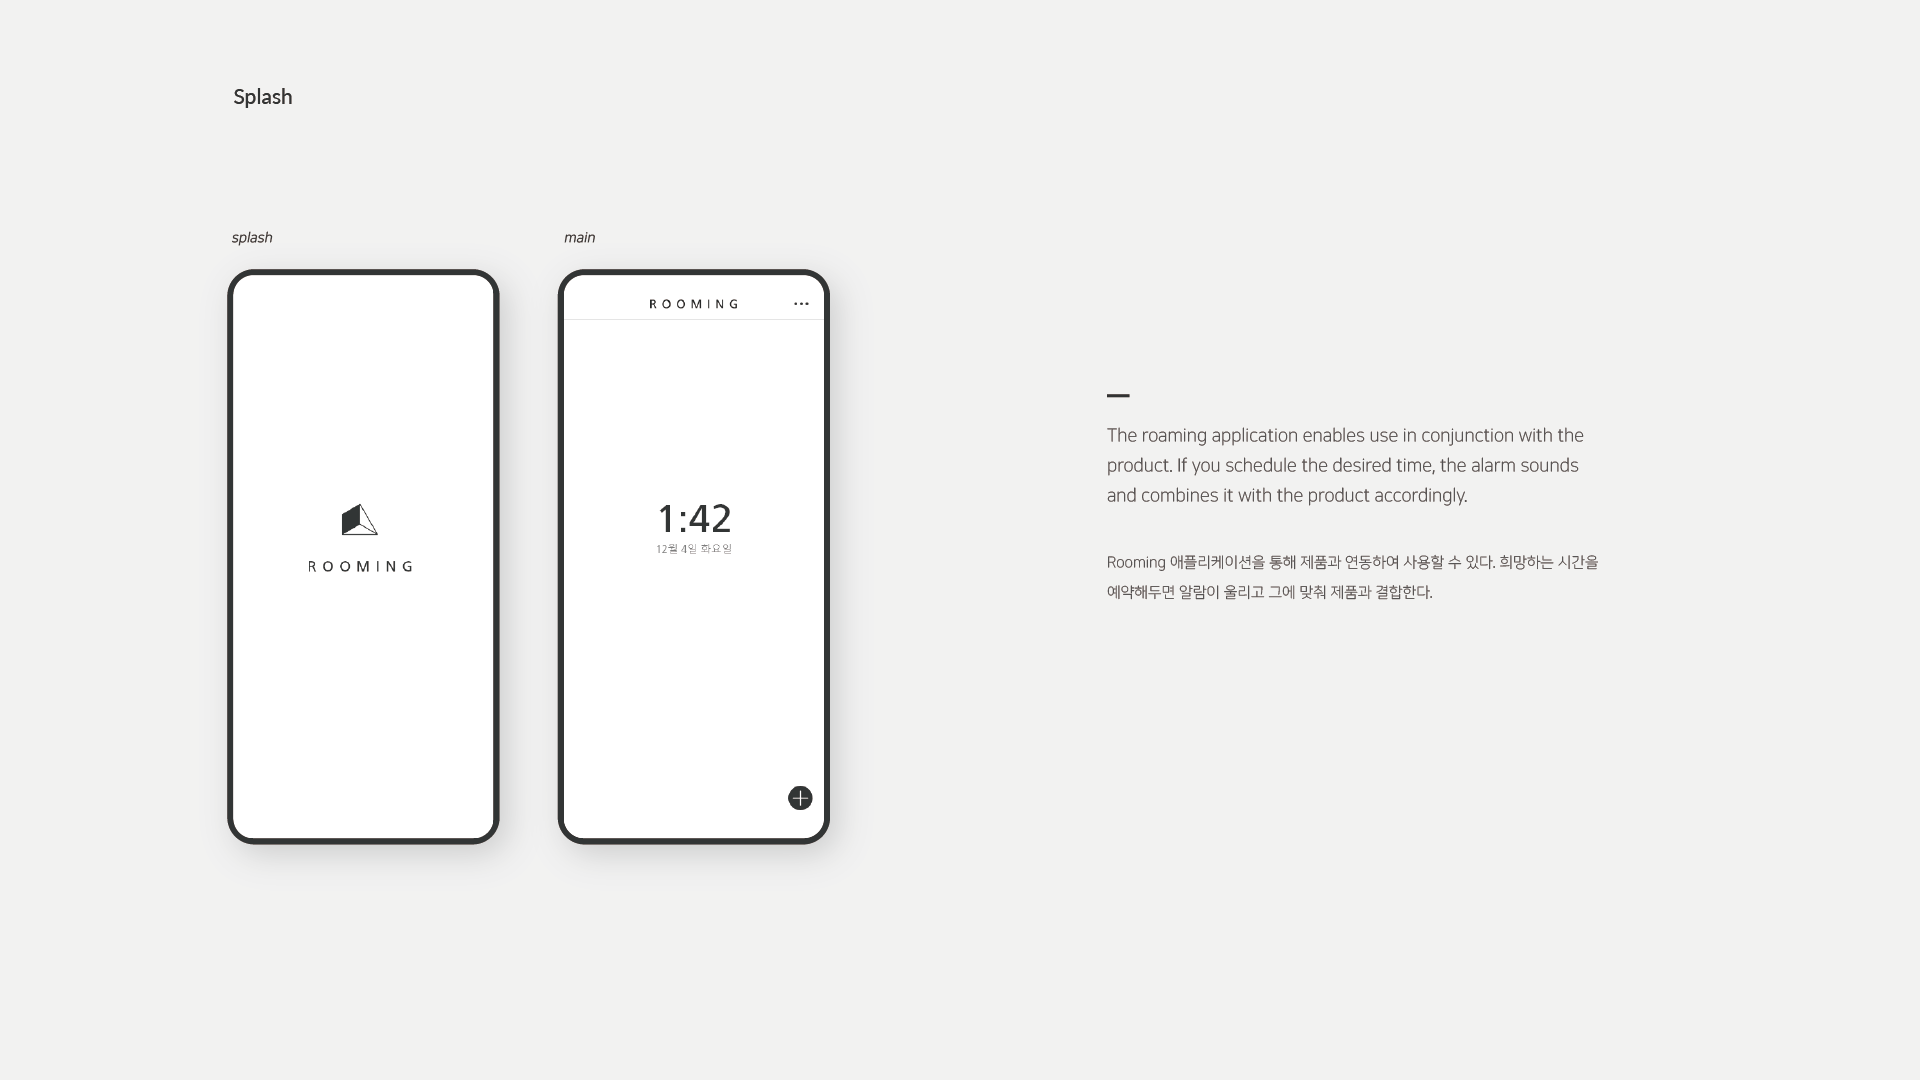 Splash
splash
main
ROOMING
ROOMING
1:42
12월 4일 화요일
The roaming application enables use in conjunction with the
product. If you schedule the desired time, the alarm sounds
and combines it with the product accordingly.
Rooming 애플리케이션을 통해 제품과 연동하여 사용할 수 있다. 희망하는 시간을
예약해두면 알람이 울리고 그에 맞춰 제품과 결합한다.